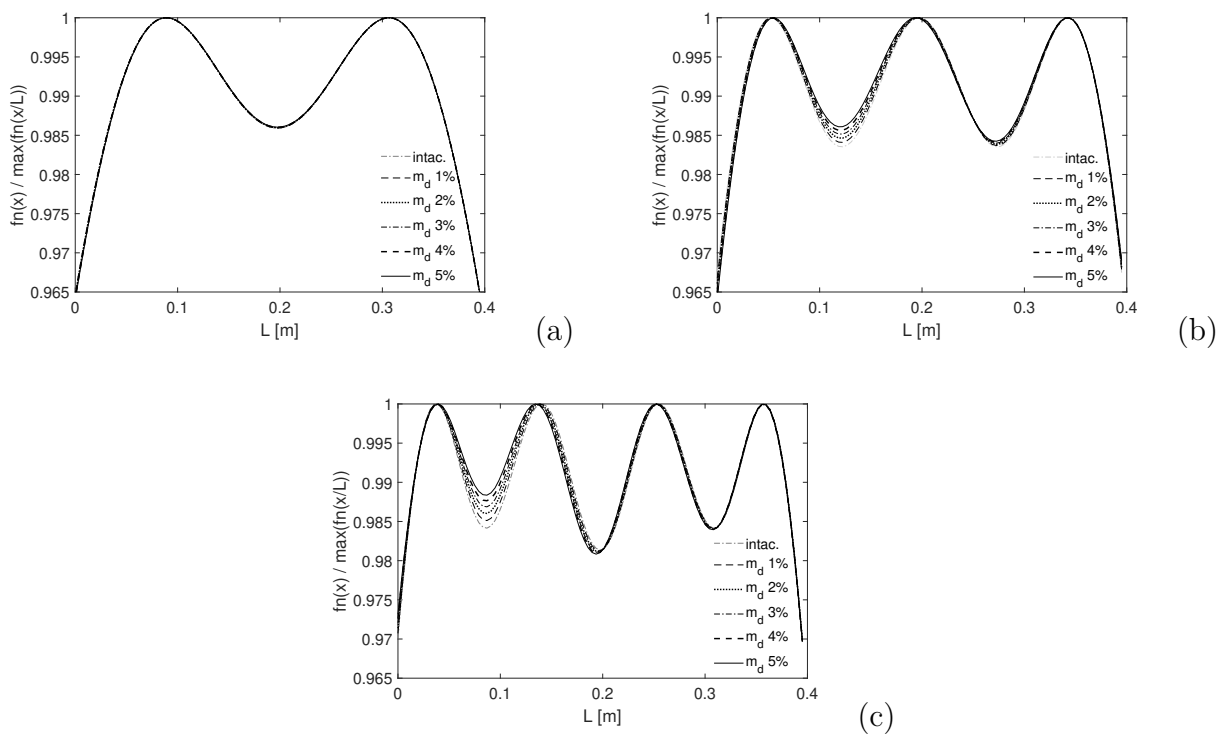 fn(x) / max(fn(x/L))
1
0.995
0.99
0.985
0.98
0.975
0.97
0.965
0
0.1
0.2
0.3
0.4
L [m]
intac.
m_d 1%
m_d 2%
m_d 3%
m_d 4%
m_d 5%
(a)
fn(x) / max(fn(x/L))
1
0.995
0.99
0.985
0.98
0.975
0.97
0.965
0
0.1
0.2
0.3
0.4
L [m]
intac.
m_d 1%
m_d 2%
m_d 3%
m_d 4%
m_d 5%
(b)
fn(x) / max(fn(x/L))
1
0.995
0.99
0.985
0.98
0.975
0.97
0.965
0
0.1
0.2
0.3
0.4
L [m]
intac.
m_d 1%
m_d 2%
m_d 3%
m_d 4%
m_d 5%
(c)